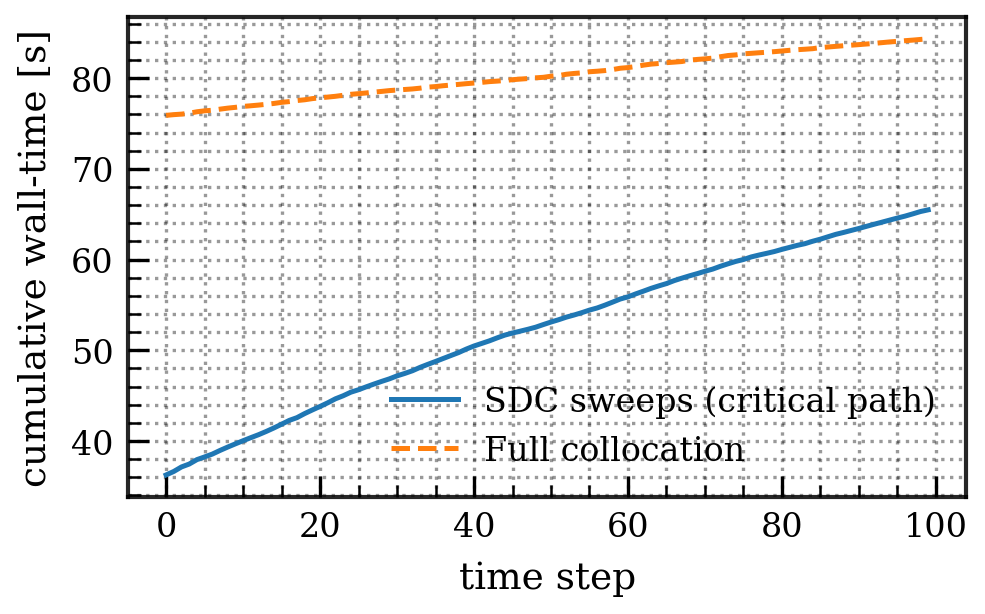 cumulative wall-time [s]
80
70
60
50
40
SDC sweeps (critical path)
Full collocation
0 20 40 60 80 100
time step